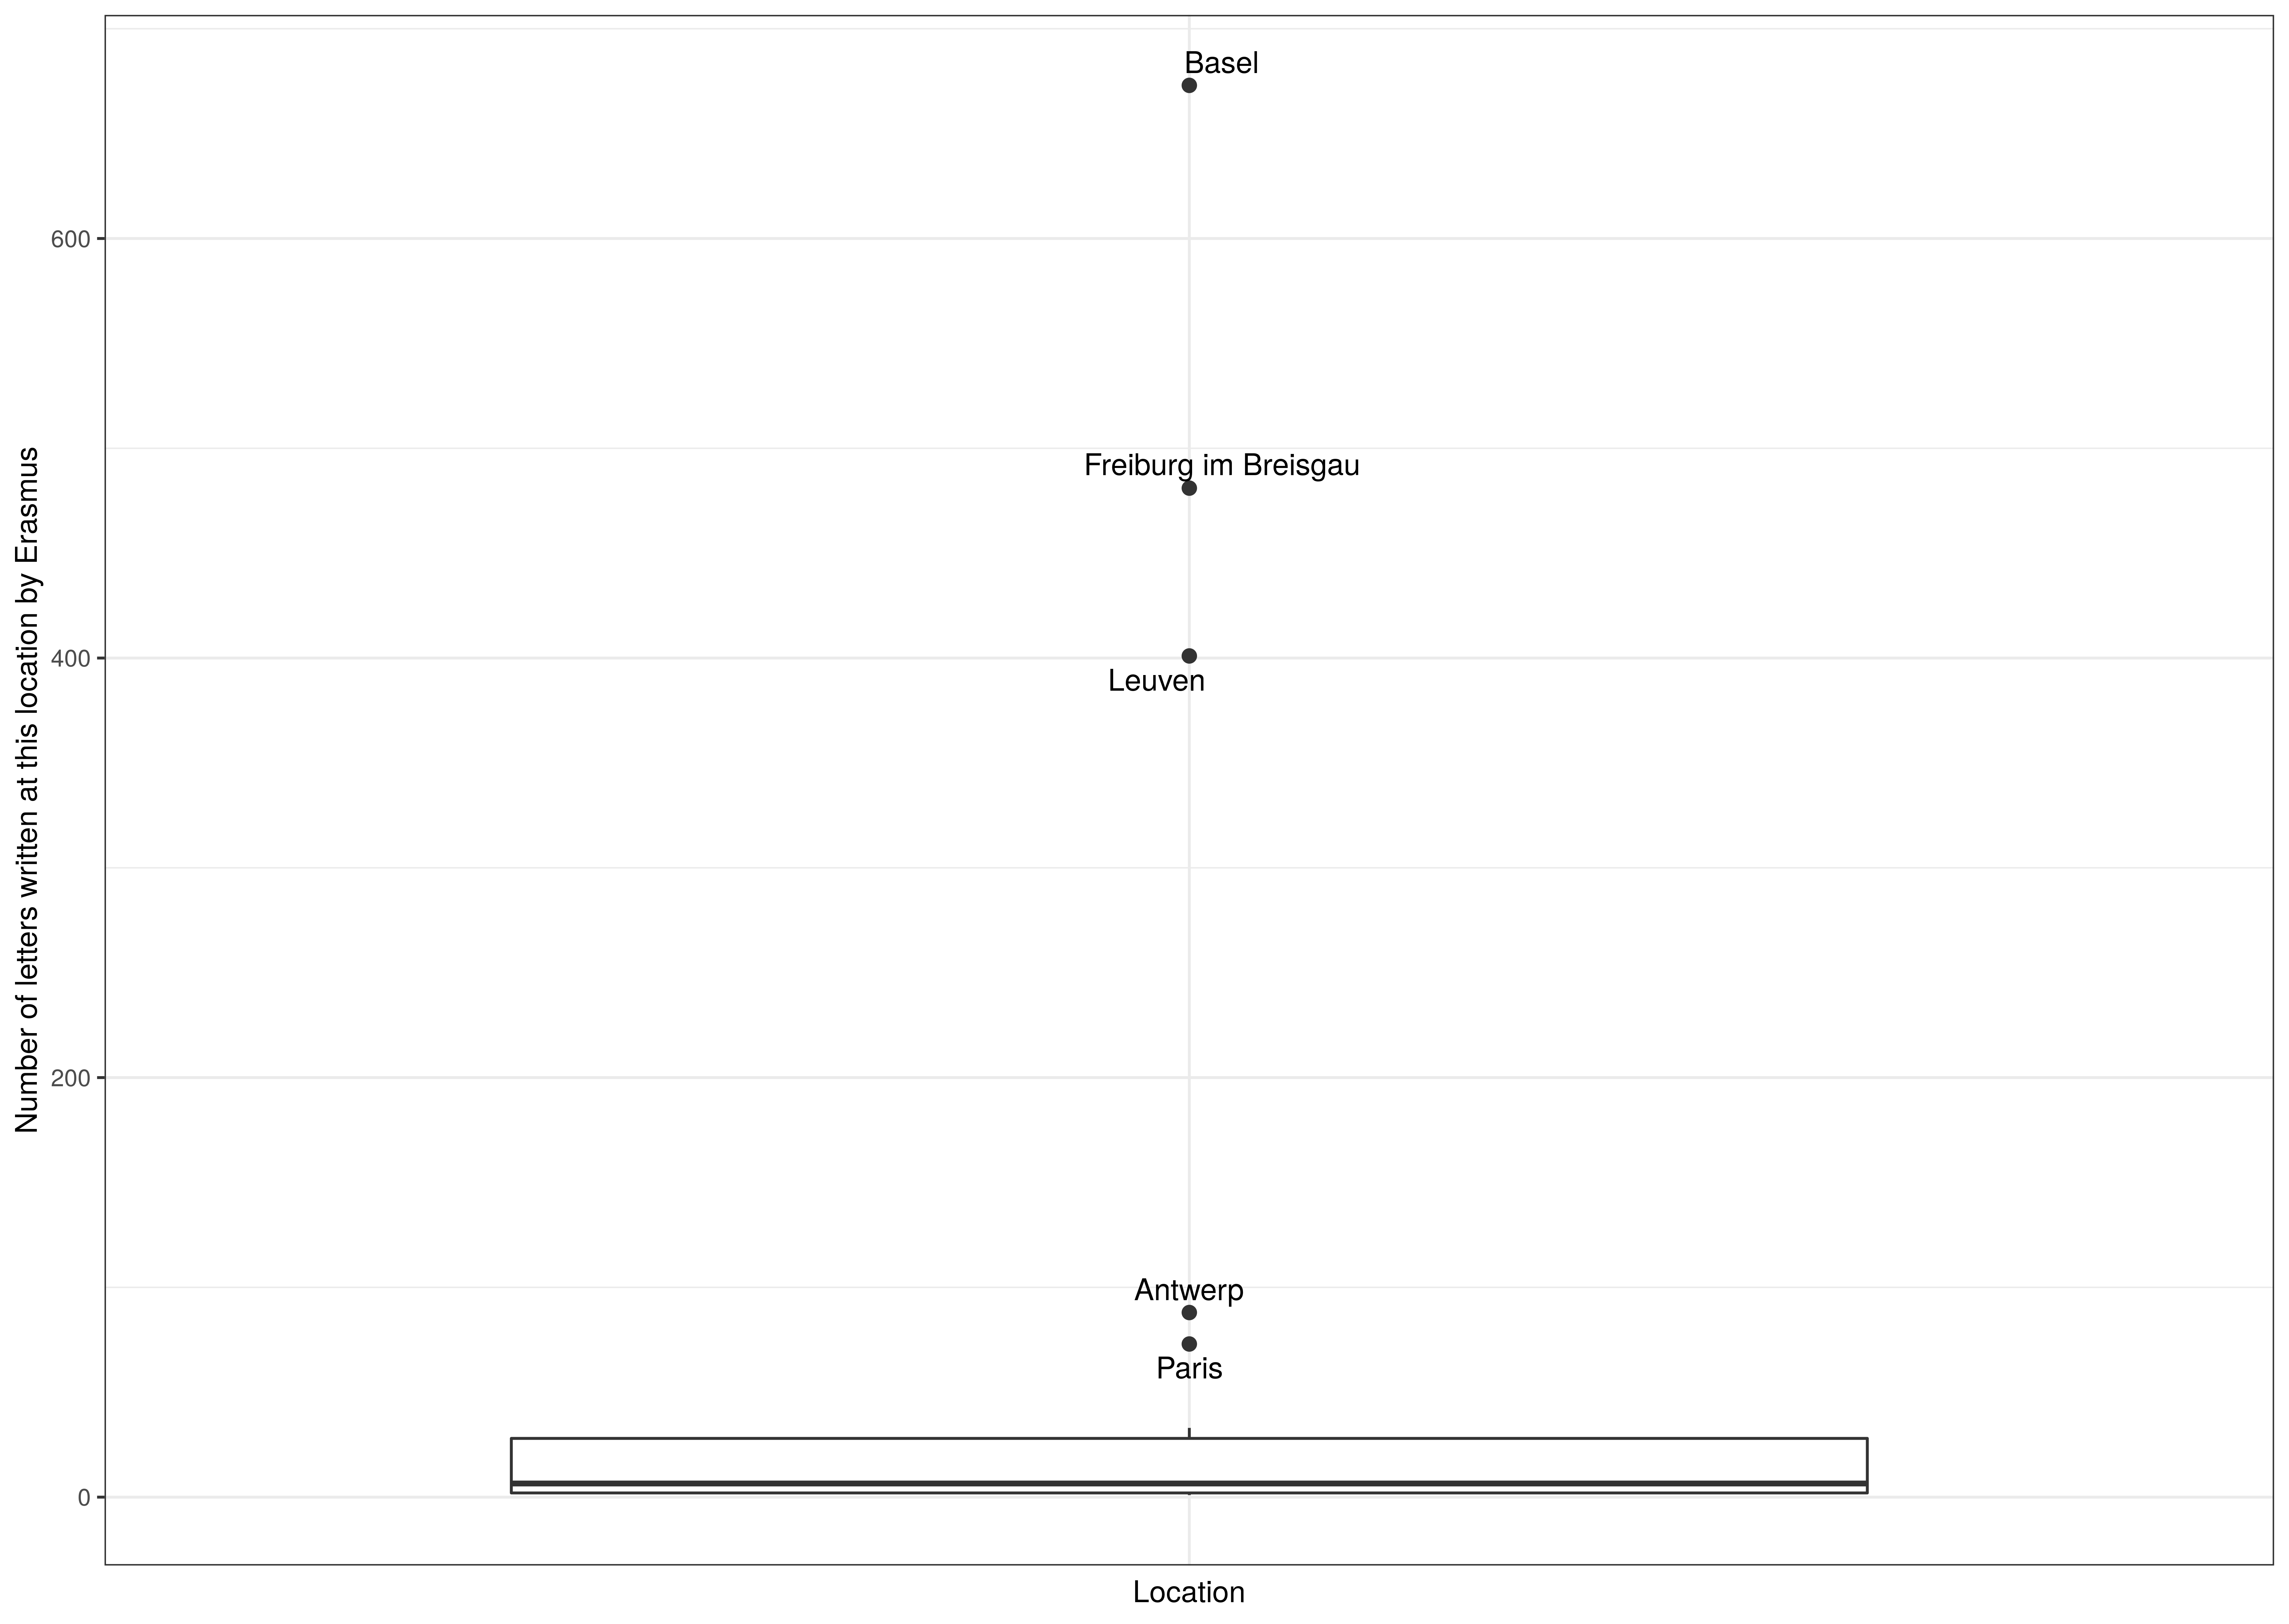 Number of letters written at this location by Erasmus
600
400
200
0
Basel
Freiburg im Breisgau
Leuven
Antwerp
Paris
Location